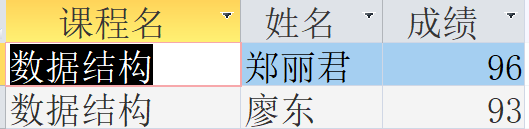 课程名 姓名 成绩
数据结构 郑丽君 96
数据结构 廖东 93